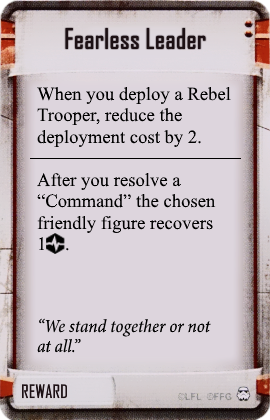 Fearless Leader
When you deploy a Rebel
Trooper, reduce the
deployment cost by 2.
After you resolve a
“Command” the chosen
friendly figure recovers
1.
“We stand together or not
at all.”
REWARD
©LFL ©FFG